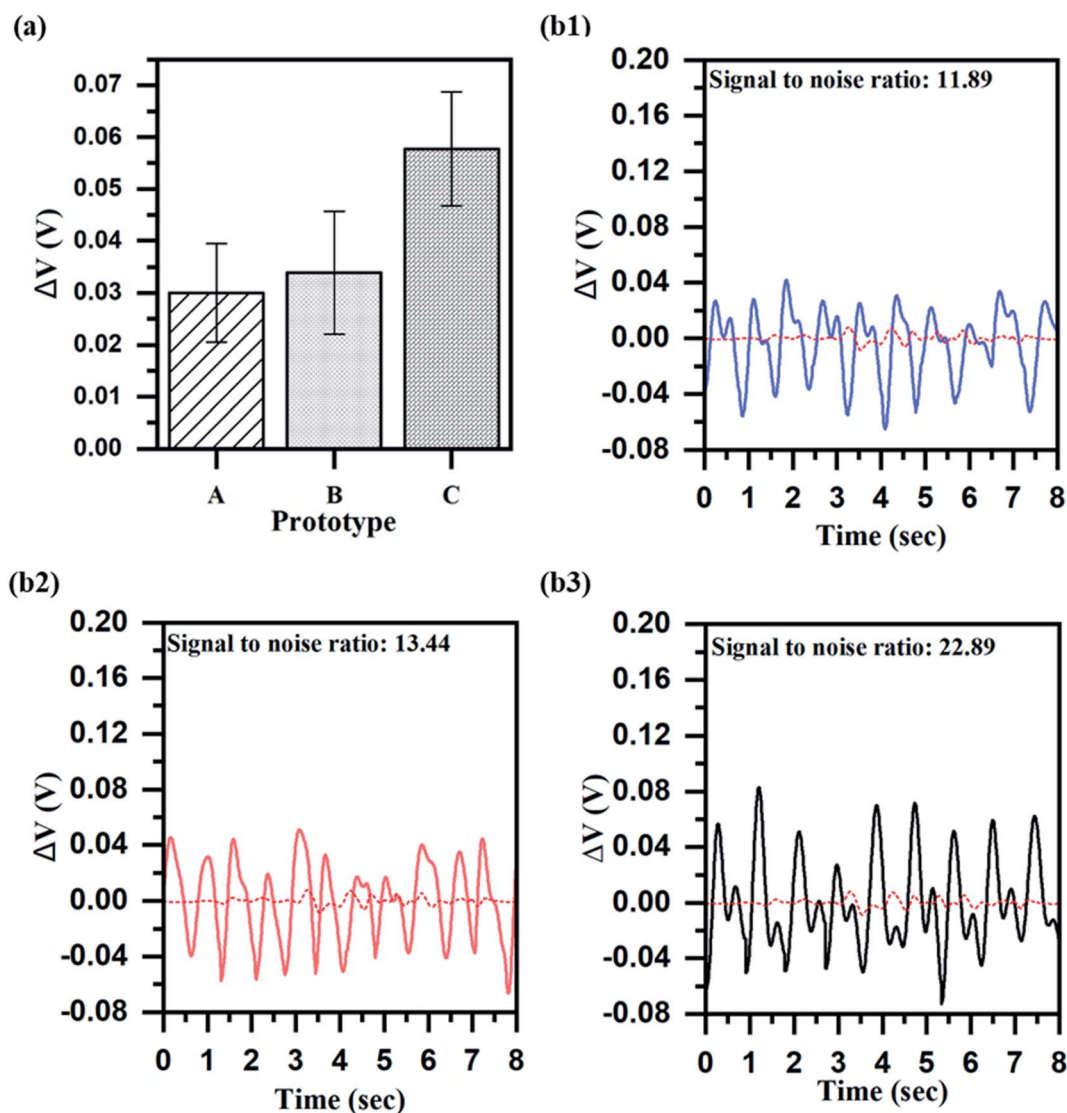 (a)
0.07
0.06
0.05
0.04
0.03
0.02
0.01
0.00
ΔV (V)
A B C
Prototype
(b1)
Signal to noise ratio: 11.89
0.20
0.16
0.12
0.08
0.04
0.00
-0.04
-0.08
ΔV (V)
0 1 2 3 4 5 6 7 8
Time (sec)
(b2)
Signal to noise ratio: 13.44
0.20
0.16
0.12
0.08
0.04
0.00
-0.04
-0.08
ΔV (V)
0 1 2 3 4 5 6 7 8
Time (sec)
(b3)
Signal to noise ratio: 22.89
0.20
0.16
0.12
0.08
0.04
0.00
-0.04
-0.08
ΔV (V)
0 1 2 3 4 5 6 7 8
Time (sec)